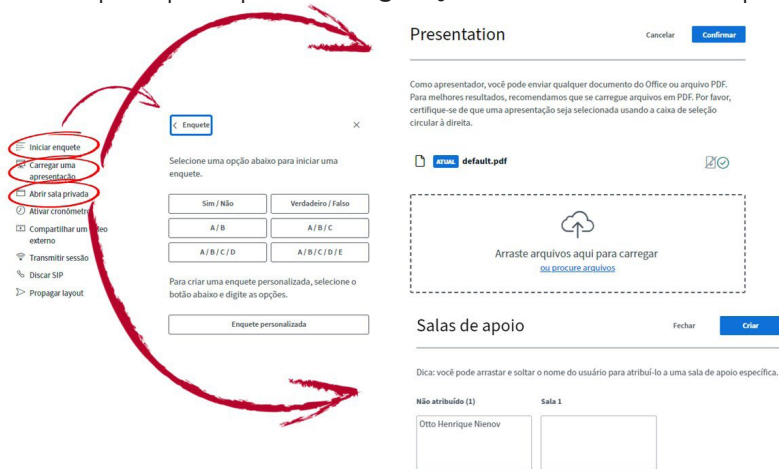 Iniciar enquete
Carregar uma
apresentação
Abrir sala privada
Ativar cronômetro
Compartilhar um
externo
Transmitir sessão
Discar SIP
Propagar layout
Enquete
Selecione uma opção abaixo para iniciar uma
enquete.
Sim / Não
Verdadeiro / Falso
A / B
A / B / C
A / B / C / D
A / B / C / D / E
Para criar uma enquete personalizada, selecione o
botão abaixo e digite as opções.
Enquete personalizada
Presentation
Cancelar
Confirmar
Como apresentador, você pode enviar qualquer documento do Office ou arquivo PDF.
Para melhores resultados, recomendamos que se carregue arquivos em PDF. Por favor,
certifique-se de que uma apresentação seja selecionada usando a caixa de seleção
circular à direita.
ATUAL default.pdf
Arraste arquivos aqui para carregar
ou procure arquivos
Salas de apoio
Fechar
Criar
Dica: você pode arrastar e soltar o nome do usuário para atribuí-lo a uma sala de apoio específica.
Não atribuído (1)
Sala 1
Otto Henrique Nienov